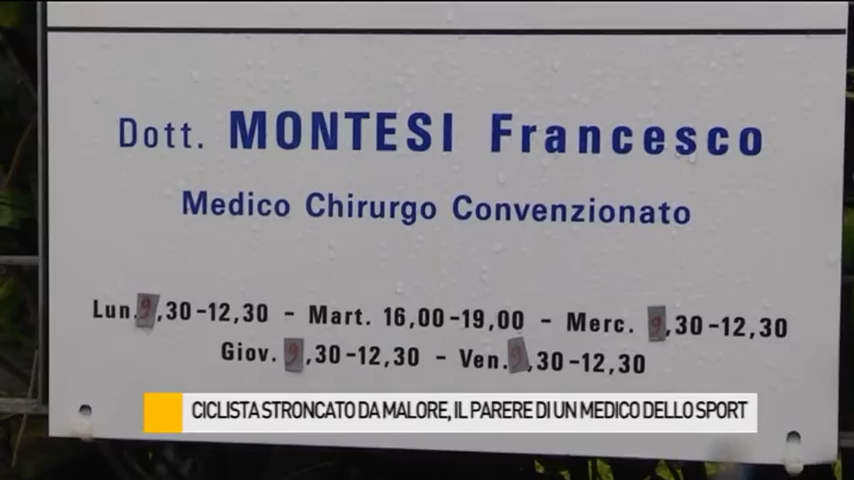 Dott. MONTESI Francesco
Medico Chirurgo Convenzionato
Lun. 9,30-12,30 - Mart. 16,00-19,00 - Merc. 9,30-12,30
Giov. 9,30-12,30 - Ven. 9,30-12,30
CICLISTA STRONCATO DA MALORE, IL PARERE DI UN MEDICO DELLO SPORT